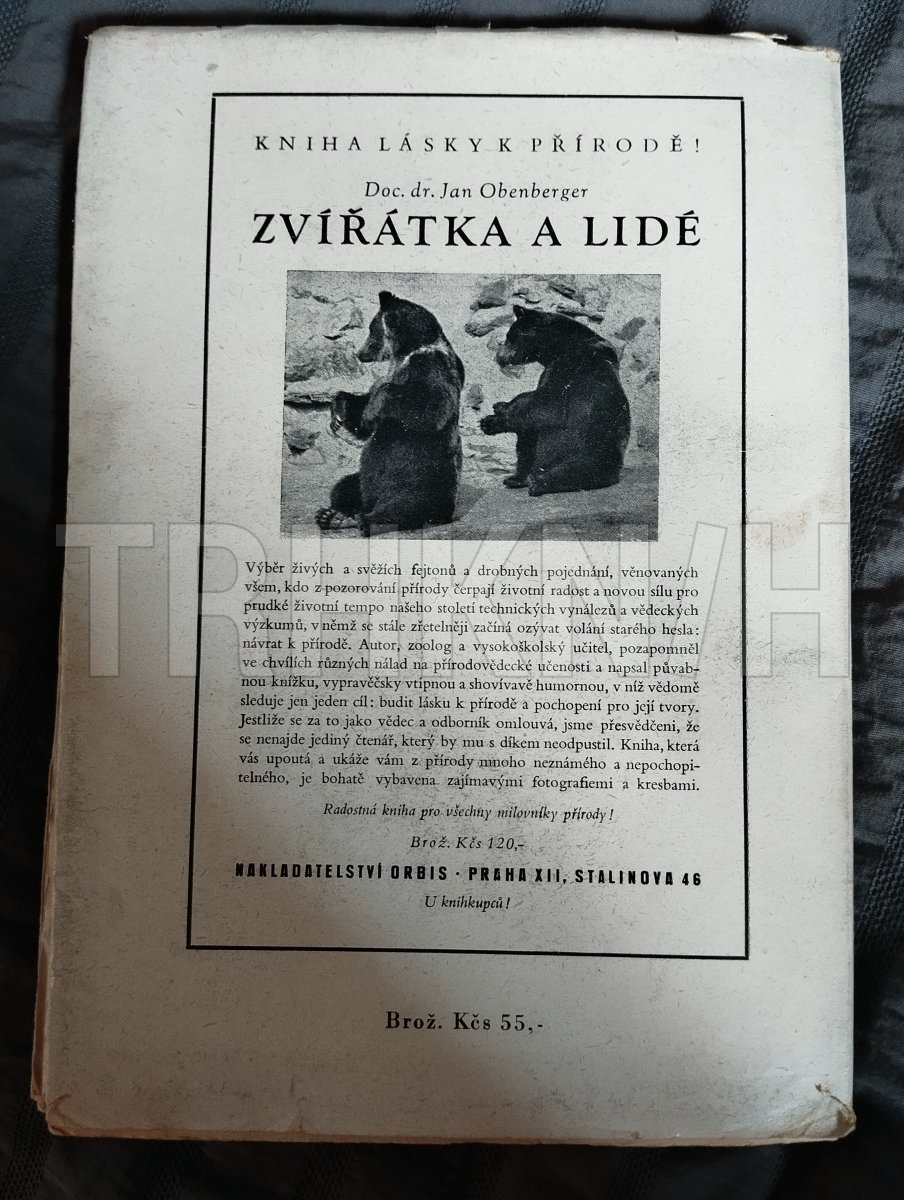 KNIHA LÁSKY K PŘÍRODĚ!
Doc. dr. Jan Obenberger
ZVÍŘÁTKA A LIDÉ
Výběr živých a svěžích fejtonů a drobných pojednání, věnovaných
všem, kdo z pozorování přírody čerpají životní radost a novou sílu pro
prudké životní tempo našeho století technických vynálezů a vědeckých
výzkumů, v němž se stále zřetelněji začíná ozývat volání starého hesla:
návrat k přírodě. Autor, zoolog a vysokoškolský učitel, pozapomněl
ve chvílích různých nálad na přírodovědecké učenosti a napsal půvab-
nou knížku, vypravěčsky vtipnou a shovívavě humornou, v níž vědomě
sleduje jen jeden cíl: budit lásku k přírodě a pochopení pro její tvory.
Jestliže se za to jako vědec a odborník omlouvá, jsme přesvědčeni, že
se nenajde jediný čtenář, který by mu s díkem neodpustil. Kniha, která
vás upoutá a ukáže vám z přírody mnoho neznámého a nepochopi-
telného, je bohatě vybavena zajímavými fotografiemi a kresbami.
Radostná kniha pro všechny milovníky přírody!
Brož. Kčs 120,-
NAKLADATELSTVÍ ORBIS · PRAHA XII, STALINOVA 46
U knihkupců!
Brož. Kčs 55,-